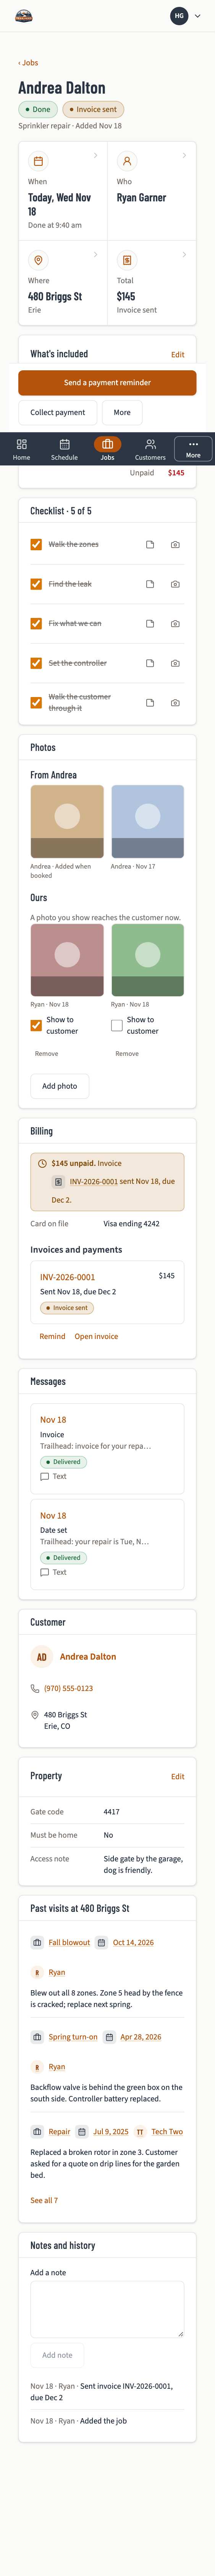 HG
‹ Jobs
Andrea Dalton
Done
Invoice sent
Sprinkler repair · Added Nov 18
When
Today, Wed Nov
18
Done at 9:40 am
Who
Ryan Garner
Where
480 Briggs St
Erie
Total
$145
Invoice sent
What's included
Edit
Send a payment reminder
Collect payment
More
Home
Schedule
Jobs
Customers
More
Unpaid $145
Checklist · 5 of 5
Walk the zones
Find the leak
Fix what we can
Set the controller
Walk the customer
through it
Photos
From Andrea
Andrea · Added when
booked
Andrea · Nov 17
Ours
A photo you show reaches the customer now.
Ryan · Nov 18
Show to
customer
Remove
Ryan · Nov 18
Show to
customer
Remove
Add photo
Billing
$145 unpaid. Invoice
INV-2026-0001 sent Nov 18, due
Dec 2.
Card on file
Visa ending 4242
Invoices and payments
INV-2026-0001
$145
Sent Nov 18, due Dec 2
Invoice sent
Remind
Open invoice
Messages
Nov 18
Invoice
Trailhead: invoice for your repa…
Delivered
Text
Nov 18
Date set
Trailhead: your repair is Tue, N…
Delivered
Text
Customer
AD
Andrea Dalton
(970) 555-0123
480 Briggs St
Erie, CO
Property
Edit
Gate code
4417
Must be home
No
Access note
Side gate by the garage,
dog is friendly.
Past visits at 480 Briggs St
Fall blowout
Oct 14, 2026
R
Ryan
Blew out all 8 zones. Zone 5 head by the fence
is cracked; replace next spring.
Spring turn-on
Apr 28, 2026
R
Ryan
Backflow valve is behind the green box on the
south side. Controller battery replaced.
Repair
Jul 9, 2025
TT
Tech Two
Replaced a broken rotor in zone 3. Customer
asked for a quote on drip lines for the garden
bed.
See all 7
Notes and history
Add a note
Add note
Nov 18 · Ryan · Sent invoice INV-2026-0001,
due Dec 2
Nov 18 · Ryan · Added the job